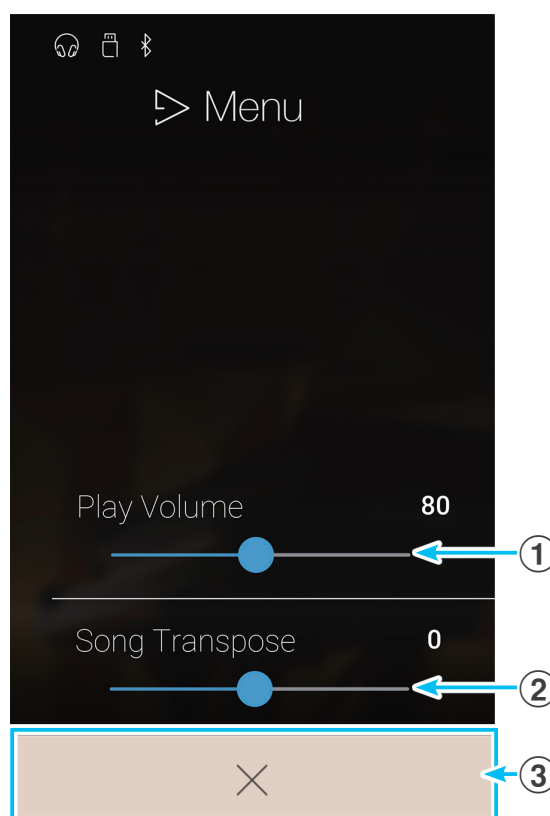 Menu
Play Volume 80
①
Song Transpose 0
②
③